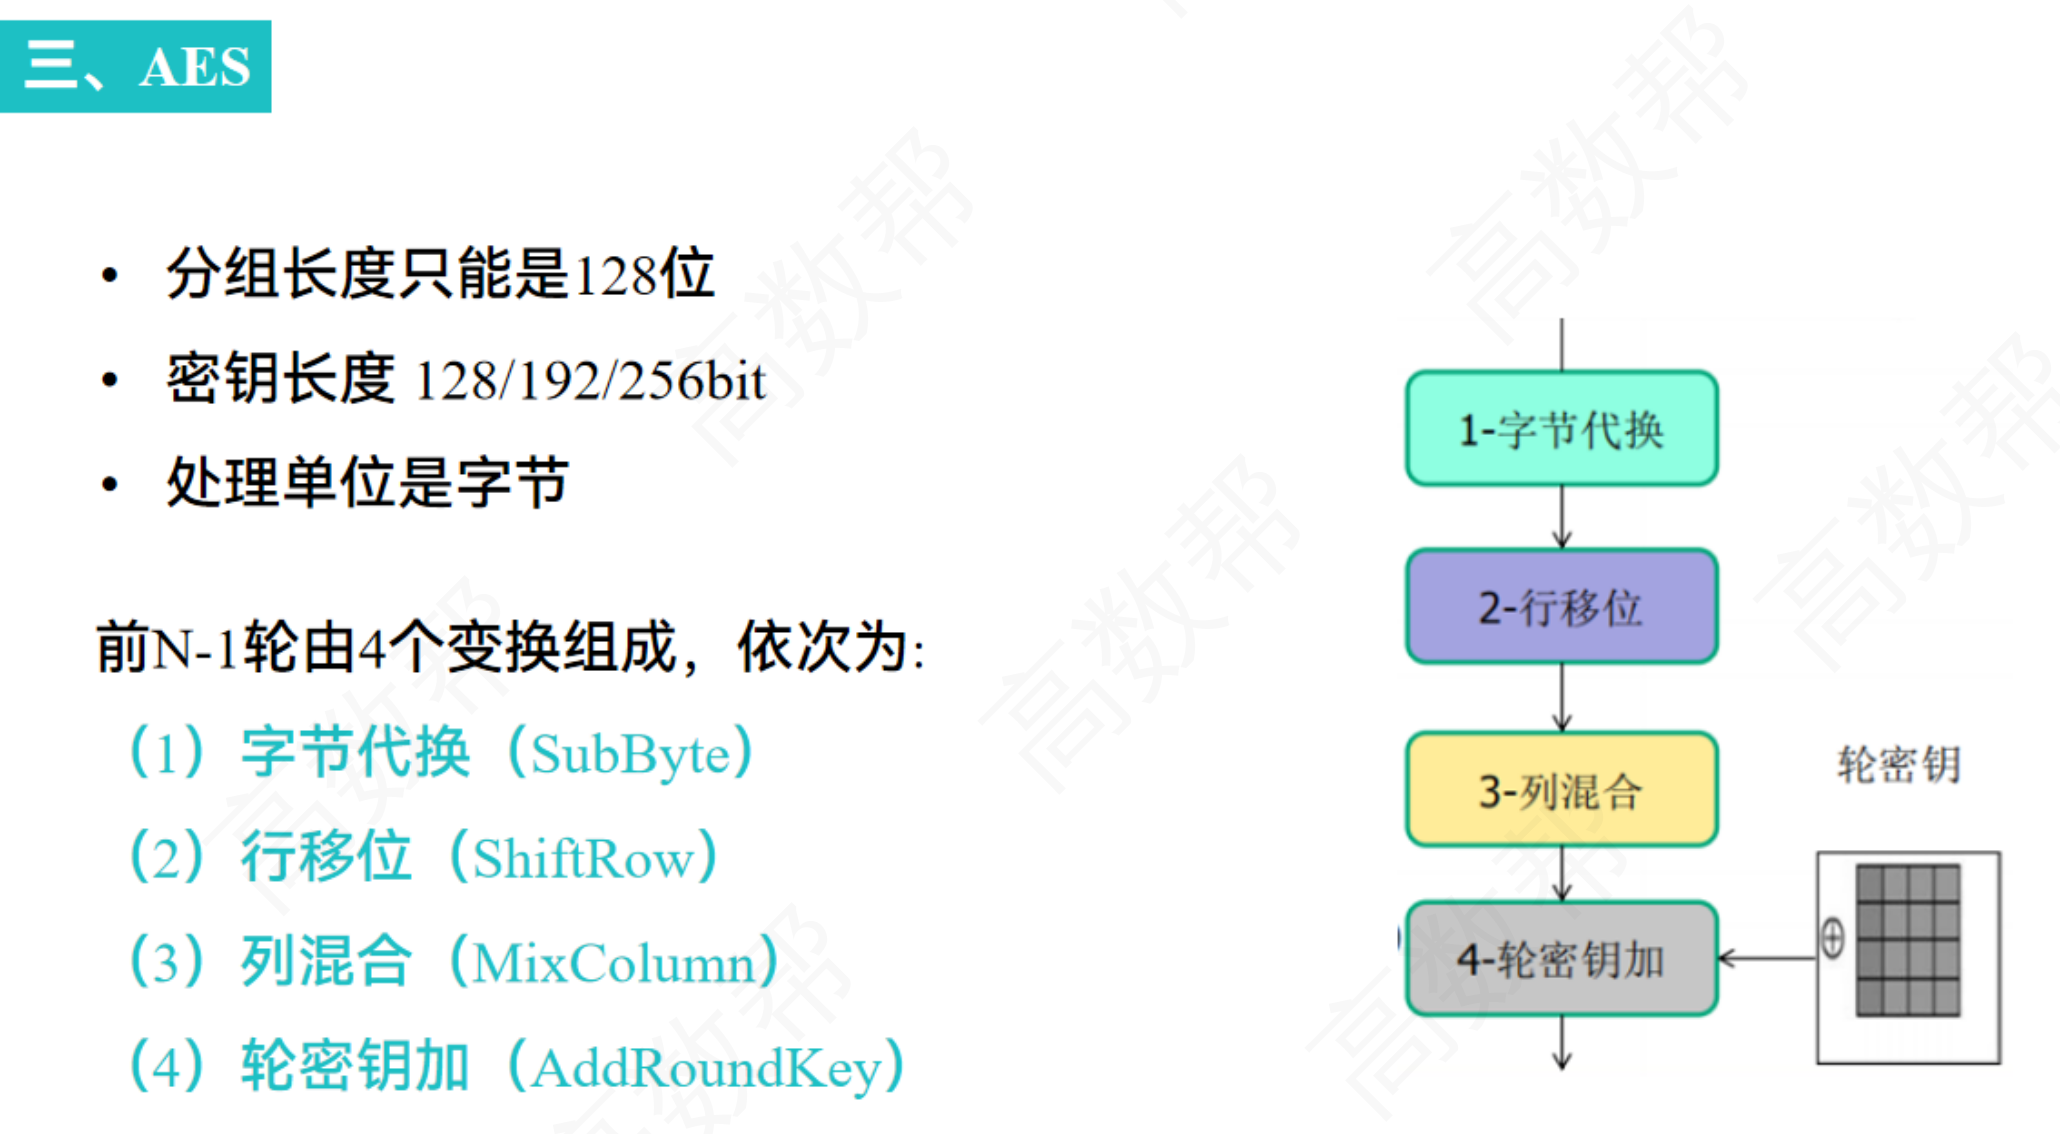 三、AES
• 分组长度只能是128位
• 密钥长度 128/192/256bit
• 处理单位是字节
前N-1轮由4个变换组成，依次为:
（1）字节代换（SubByte）
（2）行移位（ShiftRow）
（3）列混合（MixColumn）
（4）轮密钥加（AddRoundKey）
1-字节代换
2-行移位
3-列混合
轮密钥
4-轮密钥加
⊕
高数帮
高数帮
高数帮
高数帮
高数帮
高数帮
高数帮